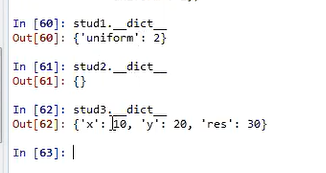 In [60]: stud1.__dict__
Out[60]: {'uniform': 2}
In [61]: stud2.__dict__
Out[61]: {}
In [62]: stud3.__dict__
Out[62]: {'x': 10, 'y': 20, 'res': 30}
In [63]: